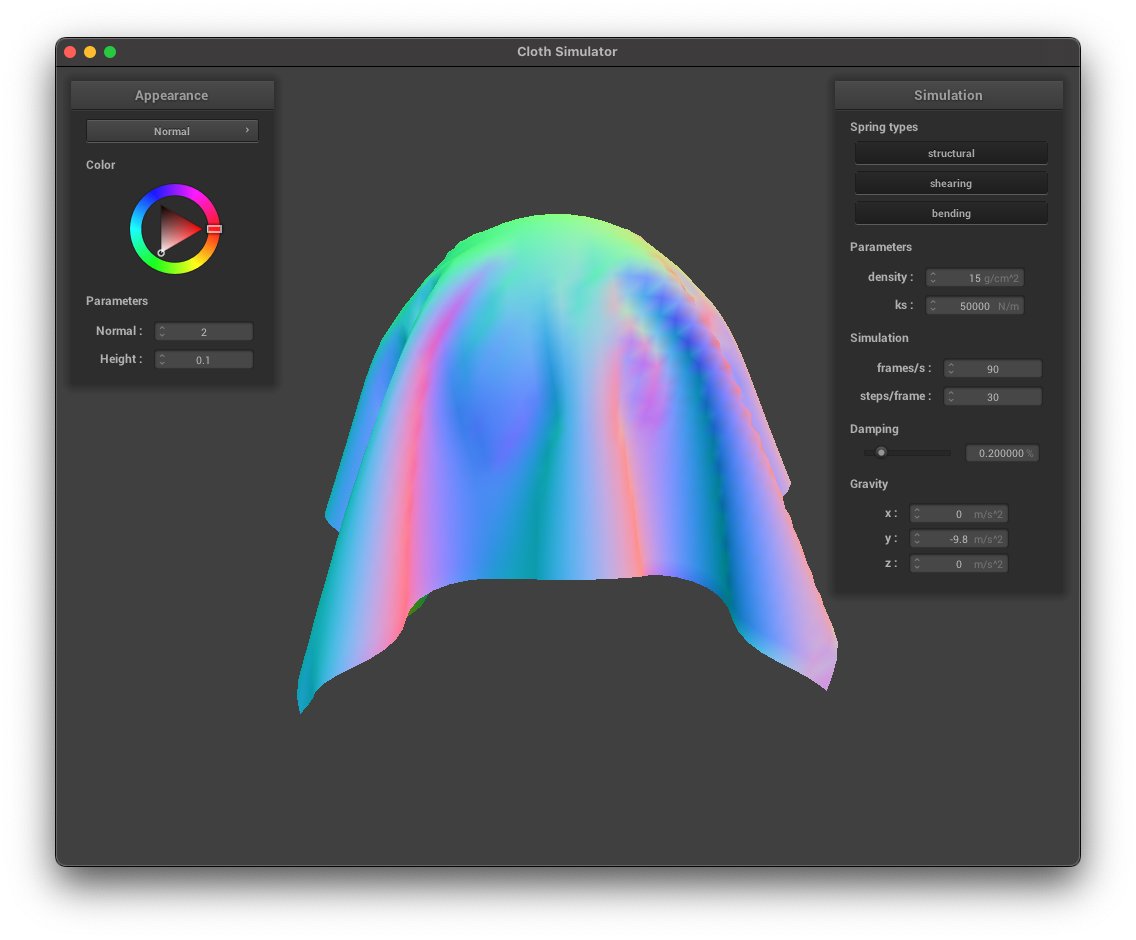 Cloth Simulator
Appearance
Normal ›
Color
Parameters
Normal : 2
Height : 0.1
Simulation
Spring types
structural
shearing
bending
Parameters
density : 15 g/cm^2
ks : 50000 N/m
Simulation
frames/s : 90
steps/frame : 30
Damping
0.200000 %
Gravity
x : 0 m/s^2
y : -9.8 m/s^2
z : 0 m/s^2